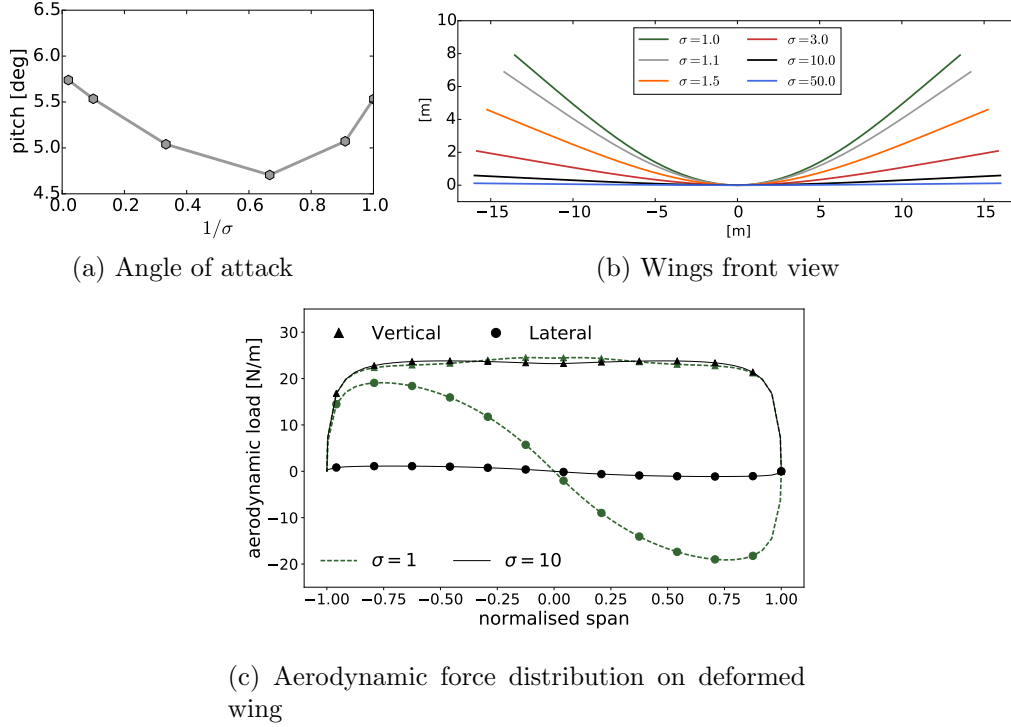 6.5
6.0
5.5
5.0
4.5
pitch [deg]
0.0 0.2 0.4 0.6 0.8 1.0
1/σ
(a) Angle of attack
10
8
6
4
2
0
[m]
σ=1.0 σ=3.0
σ=1.1 σ=10.0
σ=1.5 σ=50.0
−15 −10 −5 0 5 10 15
[m]
(b) Wings front view
30
20
10
0
−10
−20
aerodynamic load [N/m]
Vertical Lateral
σ = 1 σ = 10
−1.00 −0.75 −0.50 −0.25 0.00 0.25 0.50 0.75 1.00
normalised span
(c) Aerodynamic force distribution on deformed
wing